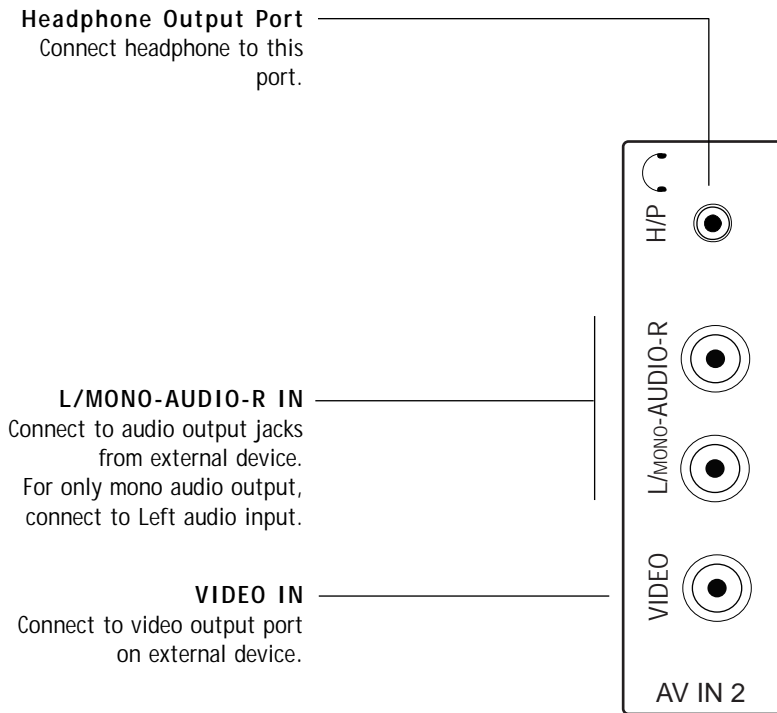 Headphone Output Port
Connect headphone to this
port.
H/P
L/MONO-AUDIO-R IN
Connect to audio output jacks
from external device.
For only mono audio output,
connect to Left audio input.
L/MONO-AUDIO-R
VIDEO IN
Connect to video output port
on external device.
VIDEO
AV IN 2